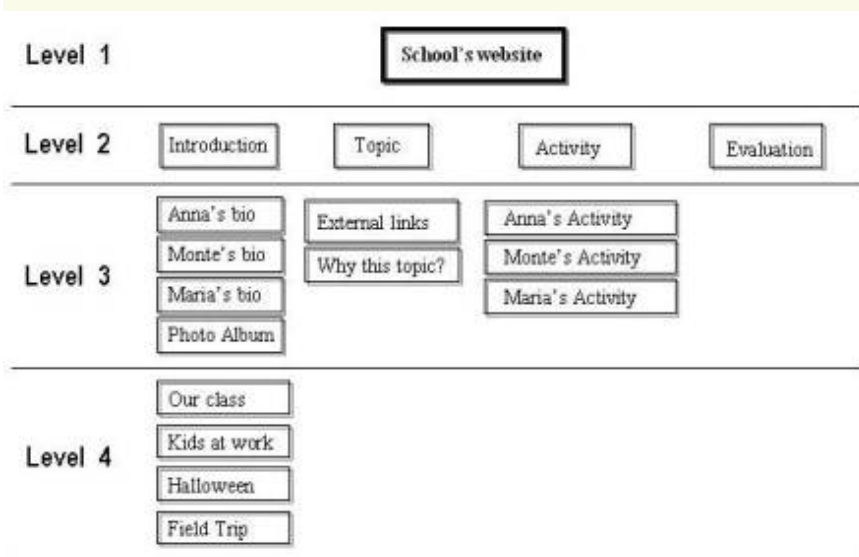 Level 1
School's website
Level 2
Introduction
Topic
Activity
Evaluation
Level 3
Anna's bio
Monte's bio
Maria's bio
Photo Album
External links
Why this topic?
Anna's Activity
Monte's Activity
Maria's Activity
Level 4
Our class
Kids at work
Halloween
Field Trip